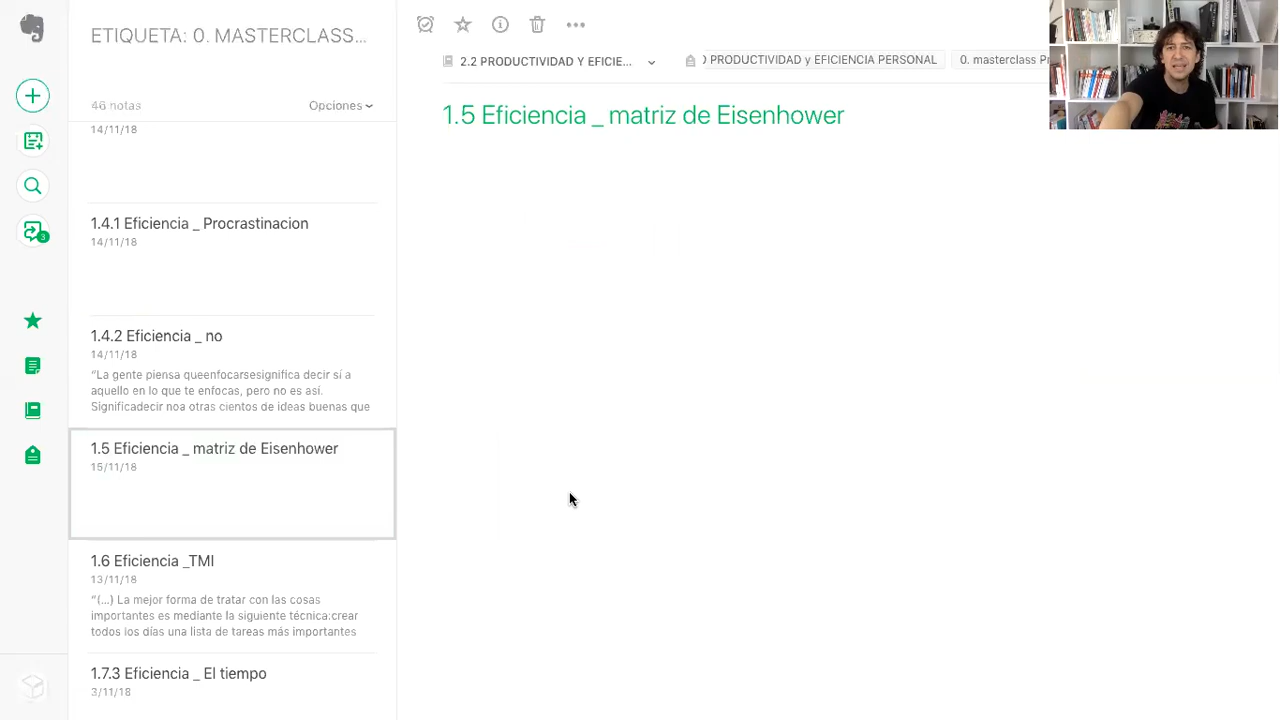 ETIQUETA: 0. MASTERCLASS...
46 notas
Opciones
14/11/18
1.4.1 Eficiencia _ Procrastinacion
14/11/18
1.4.2 Eficiencia _ no
14/11/18
“La gente piensa queenfocarsesignifica decir sí a
aquello en lo que te enfocas, pero no es así.
Significadecir noa otras cientos de ideas buenas que
1.5 Eficiencia _ matriz de Eisenhower
15/11/18
1.6 Eficiencia _TMI
13/11/18
“(...) La mejor forma de tratar con las cosas
importantes es mediante la siguiente técnica:crear
todos los días una lista de tareas más importantes
1.7.3 Eficiencia _ El tiempo
3/11/18
3
2.2 PRODUCTIVIDAD Y EFICIE...
PRODUCTIVIDAD y EFICIENCIA PERSONAL
0. masterclass Pr
1.5 Eficiencia _ matriz de Eisenhower